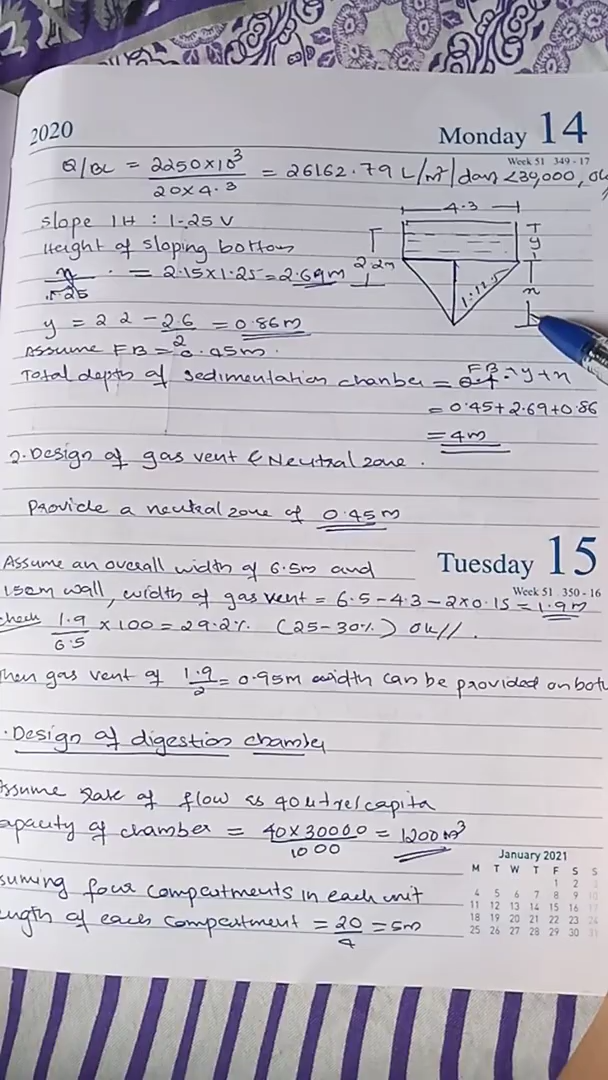 2020
Monday 14
Week 51 349-17
Q/BL = 2250×10³ / 20×4.3 = 26162.79 L/m²/day <30,000, Ok
slope 1H : 1.25V
Height of sloping bottom
x / 1.25 = 2.15×1.25=2.69m
4.3
2.2m
y
x
1:1.25
y = 2.2 - 2.6/2 = 0.86m
Assume FB = 0.45m.
Total depth of sedimentation chamber = FB+y+x
= 0.45+2.69+0.86
= 4m
2. Design of gas vent & Neutral zone.
Provide a neutral zone of 0.45m
Assume an overall width of 6.5m and
Tuesday 15
Week 51 350-16
15cm wall, width of gas vent = 6.5-4.3-2×0.15=1.9m
check 1.9/6.5 × 100 = 29.2% (25-30%) ok//.
Then gas vent of 1.9/2 = 0.95m width can be provided on both
. Design of digestion chamber
Assume rate of flow as 40 litre/capita
apacity of chamber = 40×30000 / 1000 = 1200m³
suming four compartments in each unit
ength of each compartment = 20/4 = 5m
January 2021
M T W T F S S
1 2 3
4 5 6 7 8 9 10
11 12 13 14 15 16 17
18 19 20 21 22 23 24
25 26 27 28 29 30 31